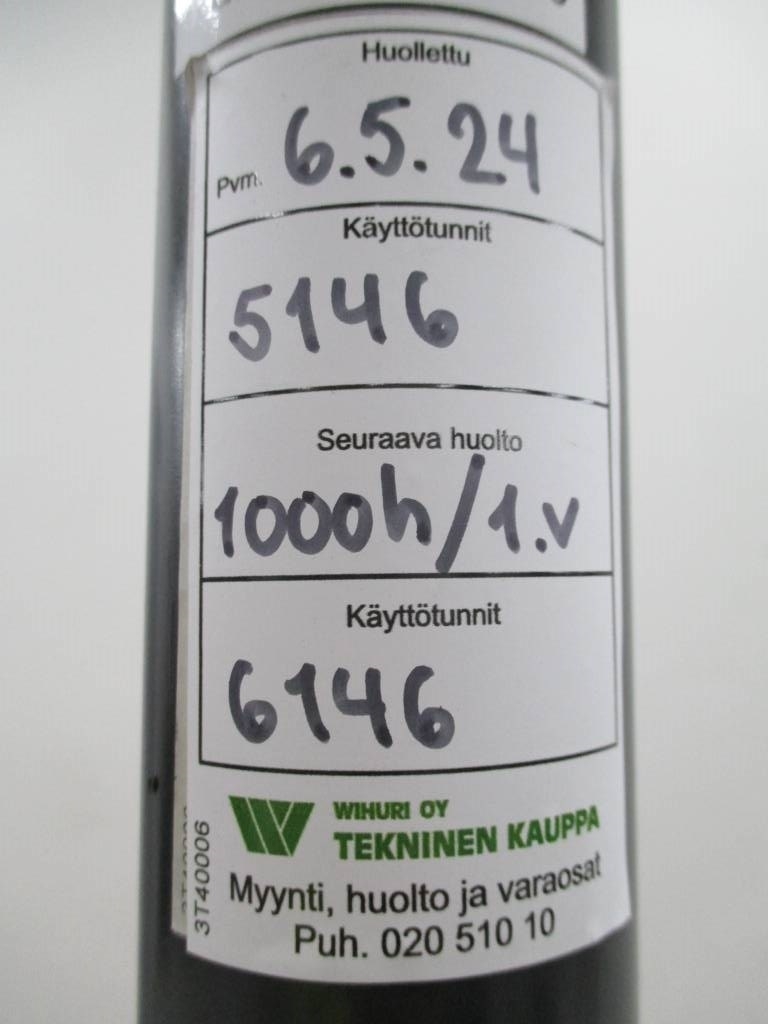 Huollettu
Pvm. 6.5.24
Käyttötunnit
5146
Seuraava huolto
1000h/1.v
Käyttötunnit
6146
WIHURI OY
TEKNINEN KAUPPA
Myynti, huolto ja varaosat
Puh. 020 510 10
3T40006